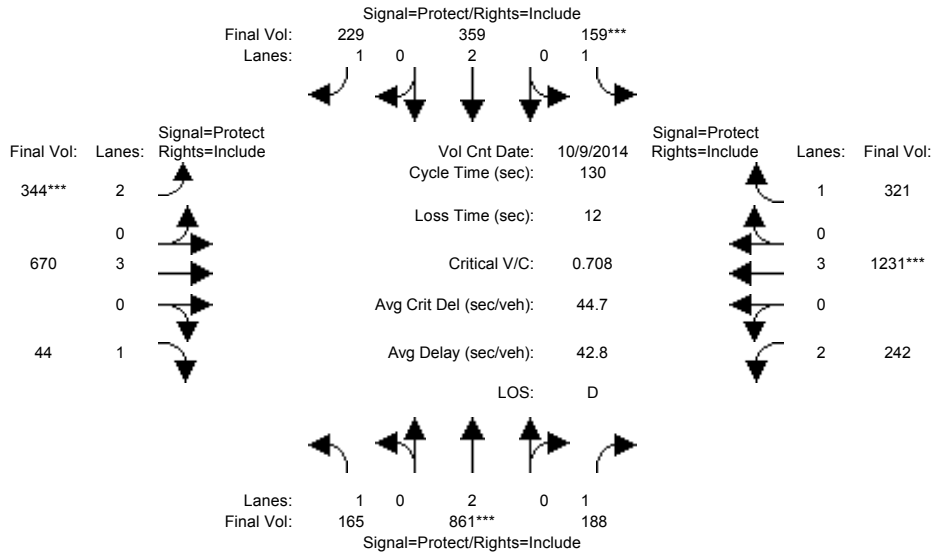 Signal=Protect/Rights=Include
Final Vol: 229 359 159***
Lanes: 1 0 2 0 1
Signal=Protect Signal=Protect
Final Vol: Lanes: Rights=Include Vol Cnt Date: 10/9/2014 Rights=Include Lanes: Final Vol:
Cycle Time (sec): 130
344*** 2 1 321
Loss Time (sec): 12
0 0
670 3 Critical V/C: 0.708 3 1231***
0 Avg Crit Del (sec/veh): 44.7 0
44 1 Avg Delay (sec/veh): 42.8 2 242
LOS: D
Lanes: 1 0 2 0 1
Final Vol: 165 861*** 188
Signal=Protect/Rights=Include